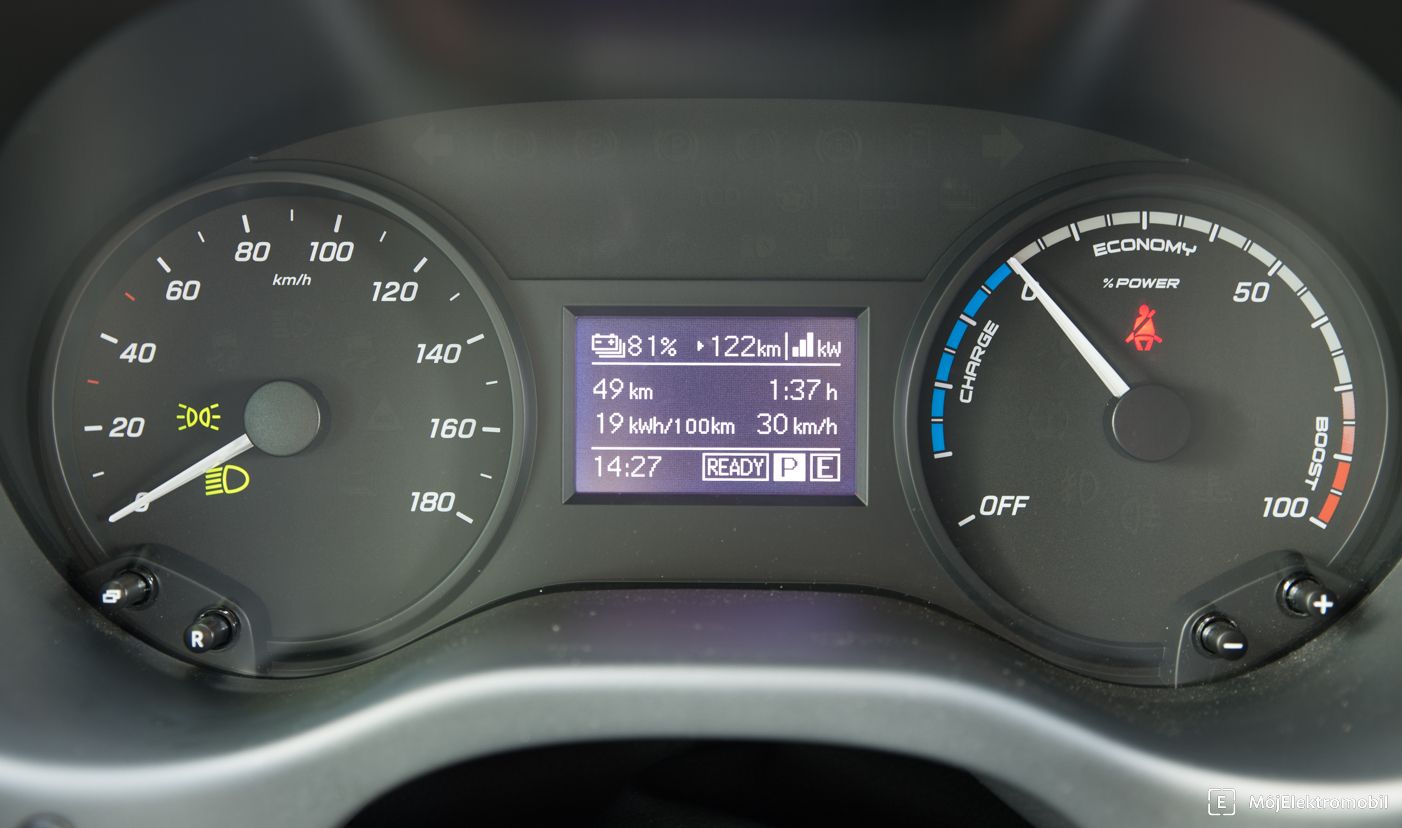 80 100
60 120
km/h
40 140
20 160
0 180
R
81% 122km kW
49 km 1:37 h
19 kWh/100km 30 km/h
14:27 READY P E
ECONOMY
% POWER
0 50
CHARGE
BOOST
OFF 100
+
-
E MôjElektromobil